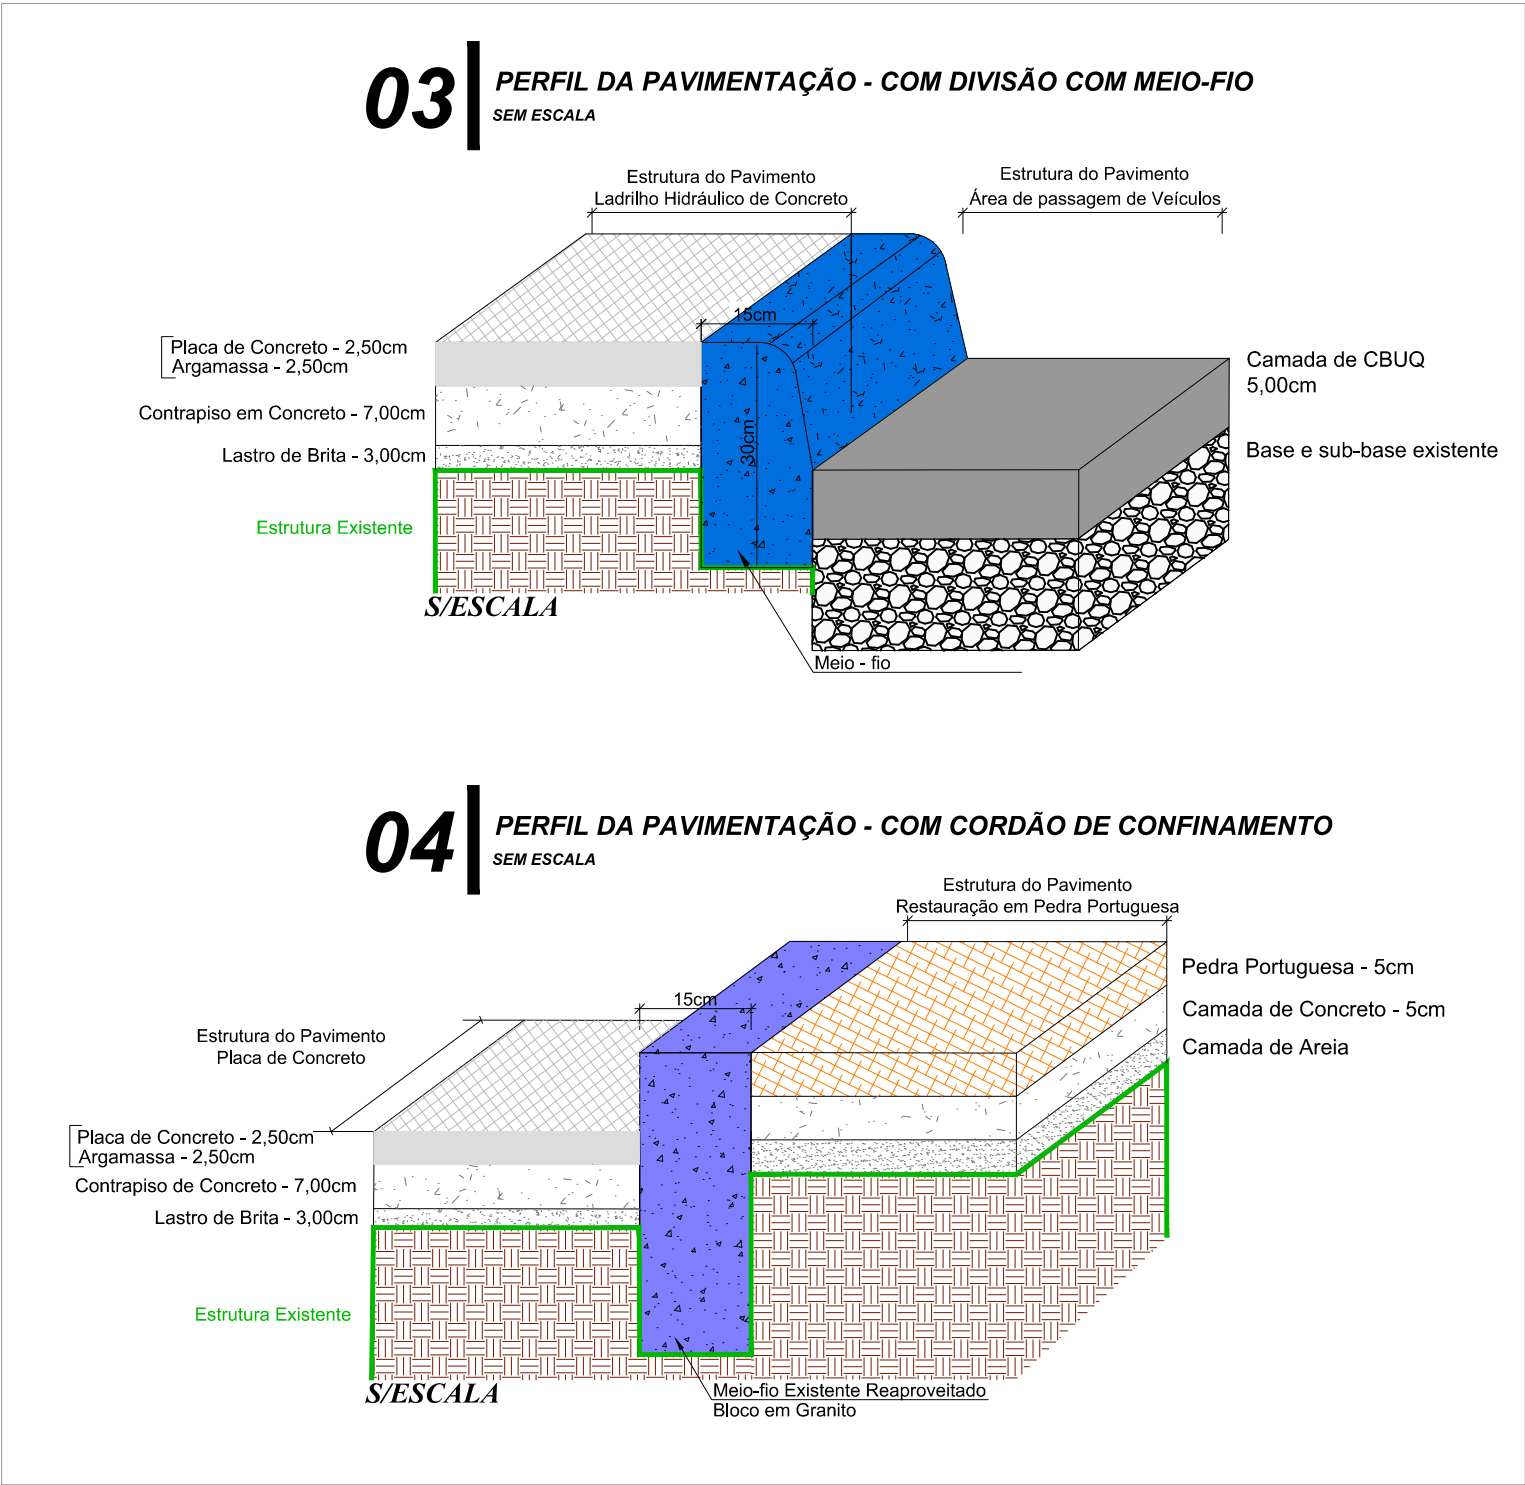 03
PERFIL DA PAVIMENTAÇÃO - COM DIVISÃO COM MEIO-FIO
SEM ESCALA
Estrutura do Pavimento
Ladrilho Hidráulico de Concreto
Estrutura do Pavimento
Área de passagem de Veículos
15cm
Placa de Concreto - 2,50cm
Argamassa - 2,50cm
Camada de CBUQ
5,00cm
Contrapiso em Concreto - 7,00cm
30cm
Lastro de Brita - 3,00cm
Base e sub-base existente
Estrutura Existente
S/ESCALA
Meio - fio
04
PERFIL DA PAVIMENTAÇÃO - COM CORDÃO DE CONFINAMENTO
SEM ESCALA
Estrutura do Pavimento
Restauração em Pedra Portuguesa
Pedra Portuguesa - 5cm
15cm
Camada de Concreto - 5cm
Estrutura do Pavimento
Placa de Concreto
Camada de Areia
Placa de Concreto - 2,50cm
Argamassa - 2,50cm
Contrapiso de Concreto - 7,00cm
Lastro de Brita - 3,00cm
Estrutura Existente
S/ESCALA
Meio-fio Existente Reaproveitado
Bloco em Granito